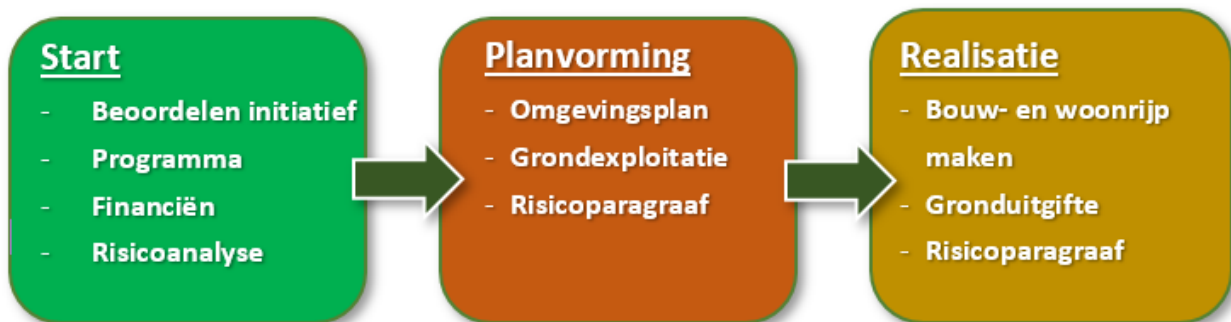 Start
- Beoordelen initiatief
- Programma
- Financiën
- Risicoanalyse
Planvorming
- Omgevingsplan
- Grondexploitatie
- Risicoparagraaf
Realisatie
- Bouw- en woonrijp
maken
- Gronduitgifte
- Risicoparagraaf